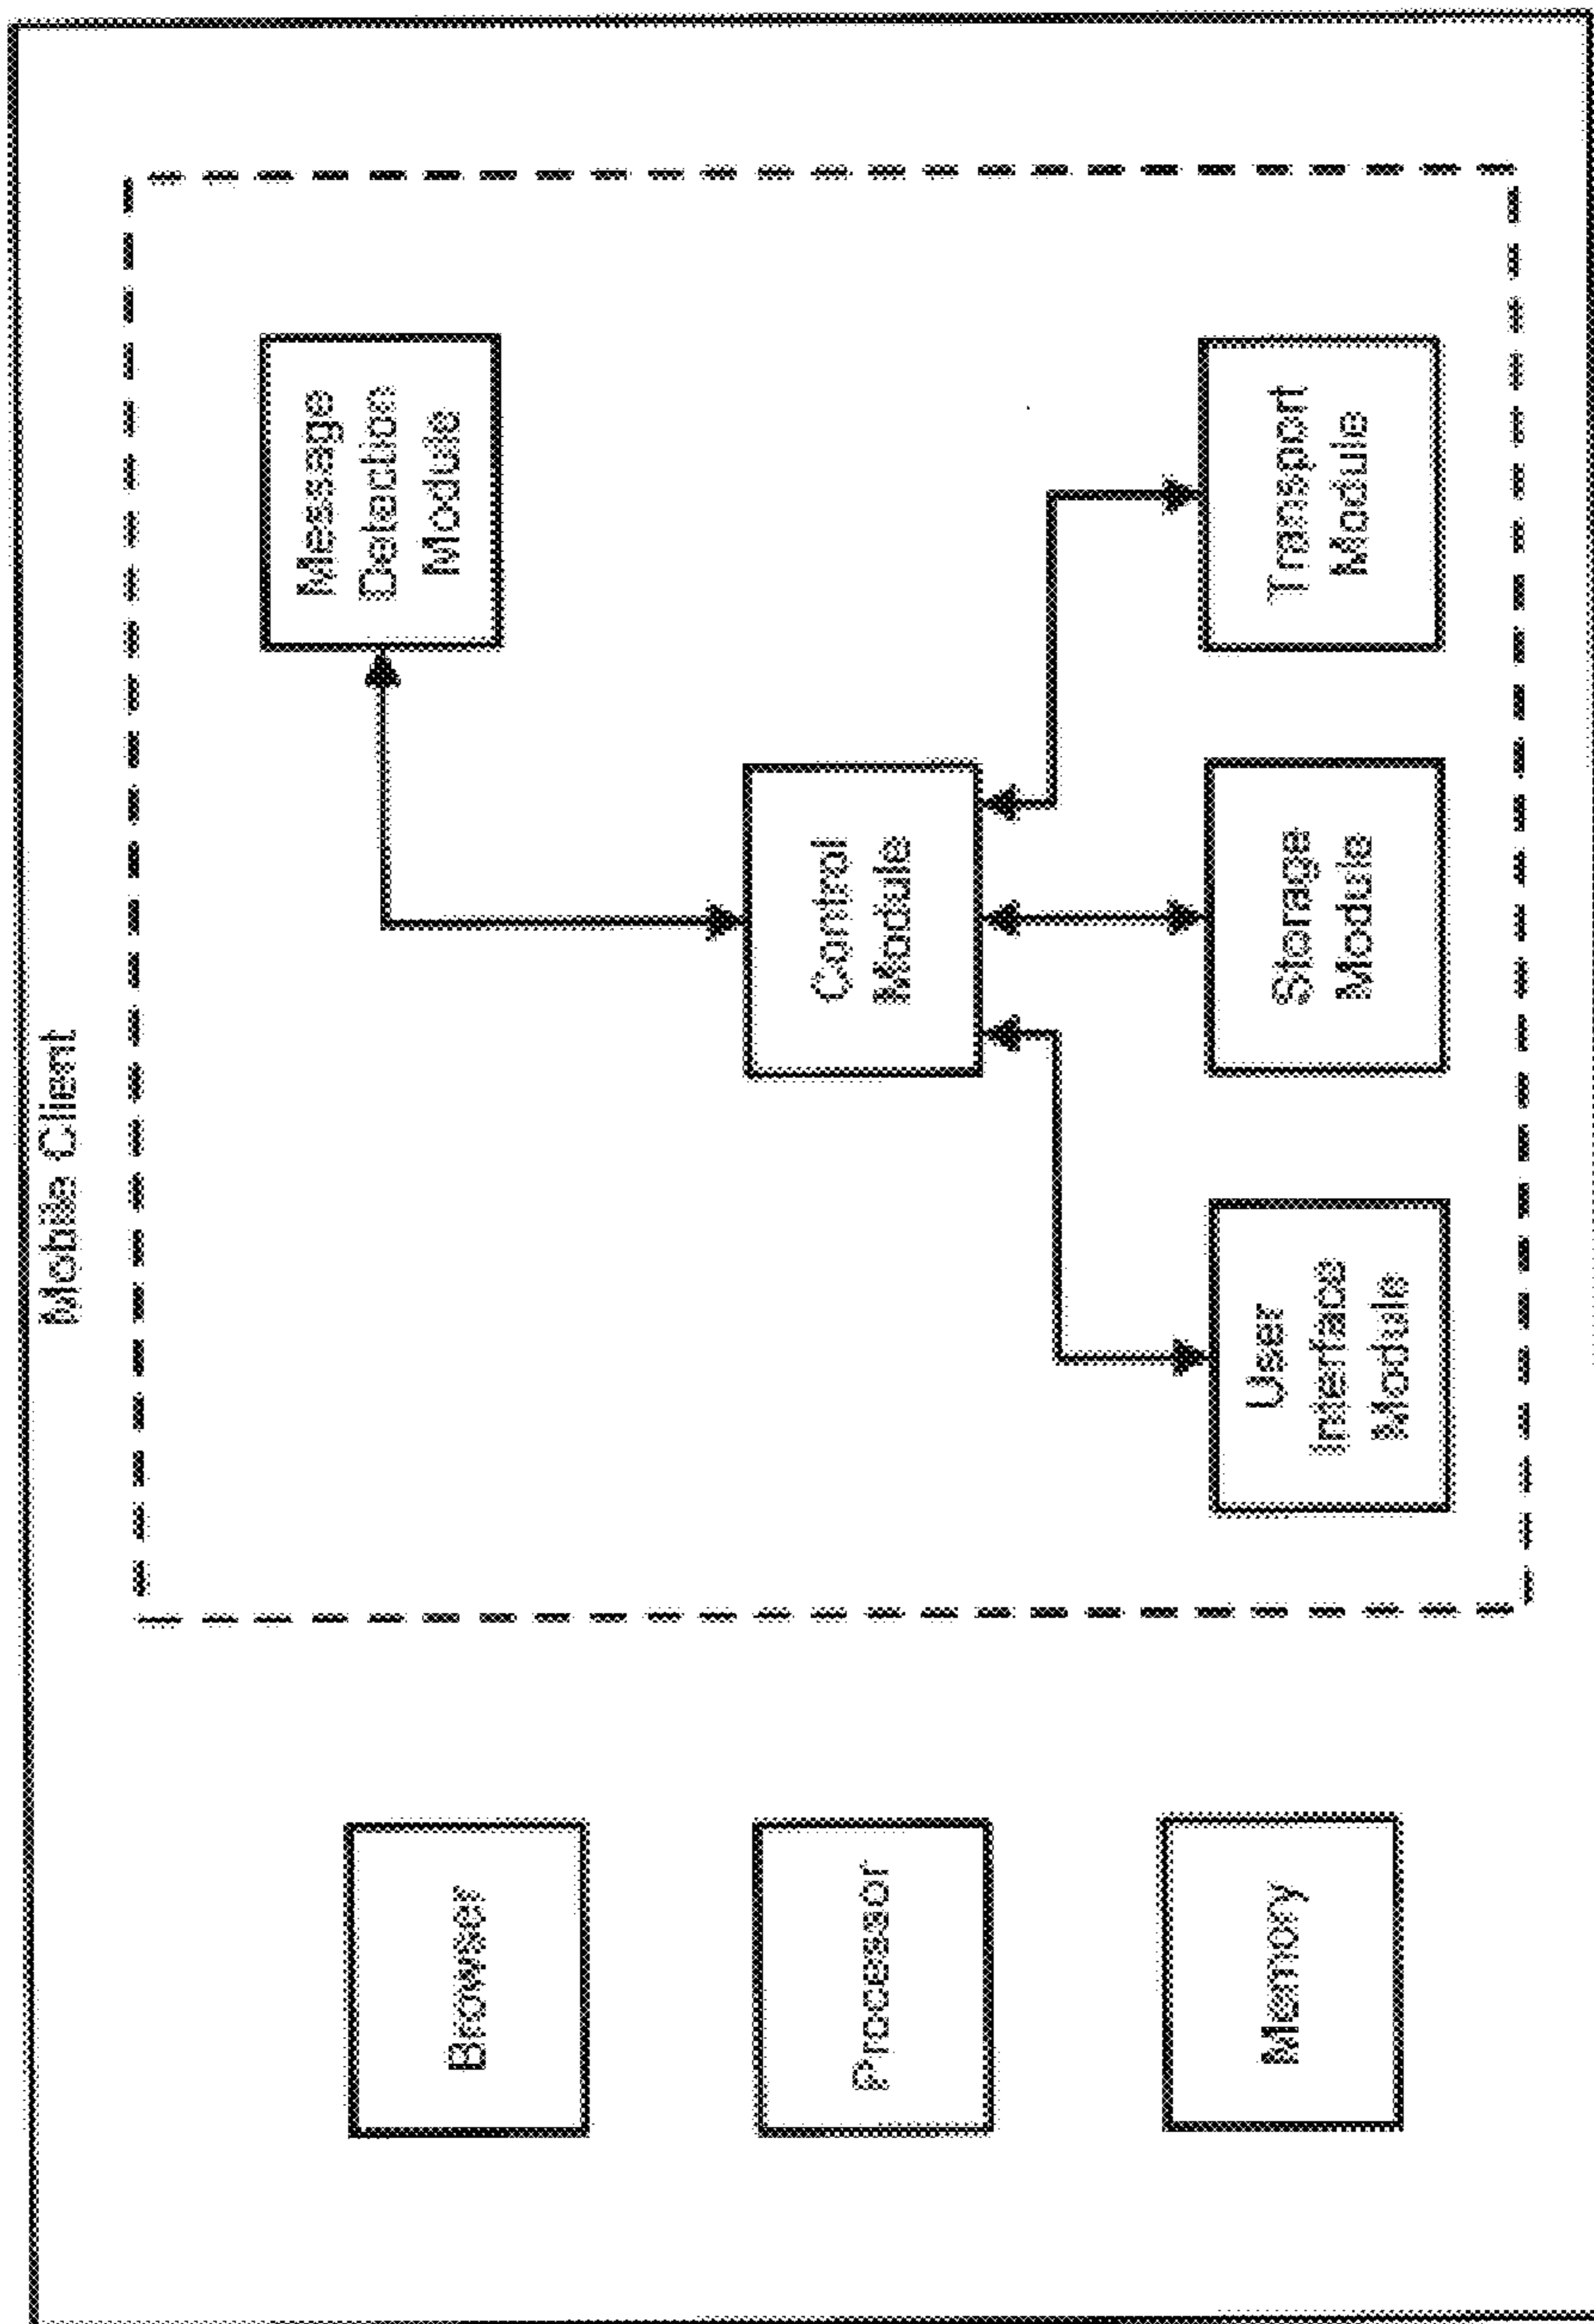 Mobile Client
Browser
Processor
Memory
Message
Detection
Module
Control
Module
User
Interface
Module
Storage
Module
Transport
Module